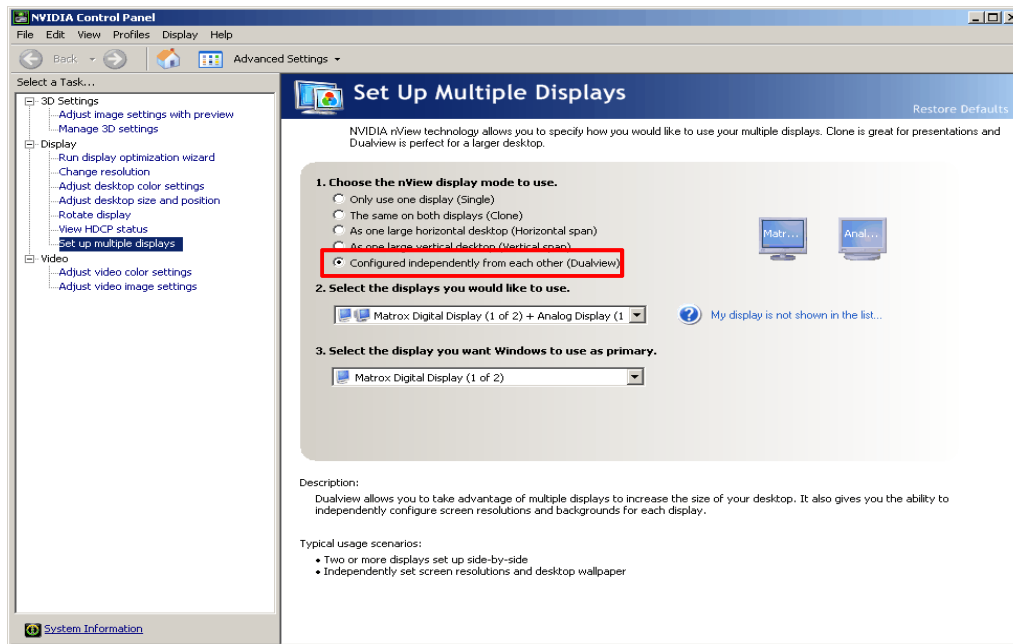 NVIDIA Control Panel
File Edit View Profiles Display Help
Back Advanced Settings
Select a Task...
3D Settings
Adjust image settings with preview
Manage 3D settings
Display
Run display optimization wizard
Change resolution
Adjust desktop color settings
Adjust desktop size and position
Rotate display
View HDCP status
Set up multiple displays
Video
Adjust video color settings
Adjust video image settings
System Information
Set Up Multiple Displays
Restore Defaults
NVIDIA nView technology allows you to specify how you would like to use your multiple displays. Clone is great for presentations and
Dualview is perfect for a larger desktop.
1. Choose the nView display mode to use.
Only use one display (Single)
The same on both displays (Clone)
As one large horizontal desktop (Horizontal span)
As one large vertical desktop (Vertical span)
Configured independently from each other (Dualview)
Matr...
Anal...
2. Select the displays you would like to use.
Matrox Digital Display (1 of 2) + Analog Display (1
My display is not shown in the list...
3. Select the display you want Windows to use as primary.
Matrox Digital Display (1 of 2)
Description:
Dualview allows you to take advantage of multiple displays to increase the size of your desktop. It also gives you the ability to
independently configure screen resolutions and backgrounds for each display.
Typical usage scenarios:
• Two or more displays set up side-by-side
• Independently set screen resolutions and desktop wallpaper